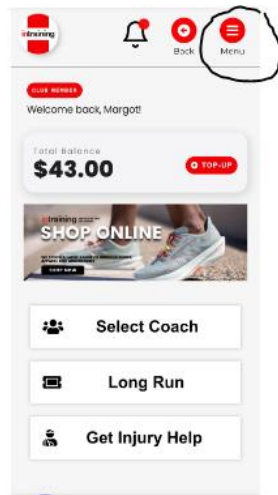 intraining
Back
Menu
CLUB MEMBER
Welcome back, Margot!
Total Balance
$43.00
TOP-UP
intraining
SHOP ONLINE
SHOP NOW
Select Coach
Long Run
Get Injury Help